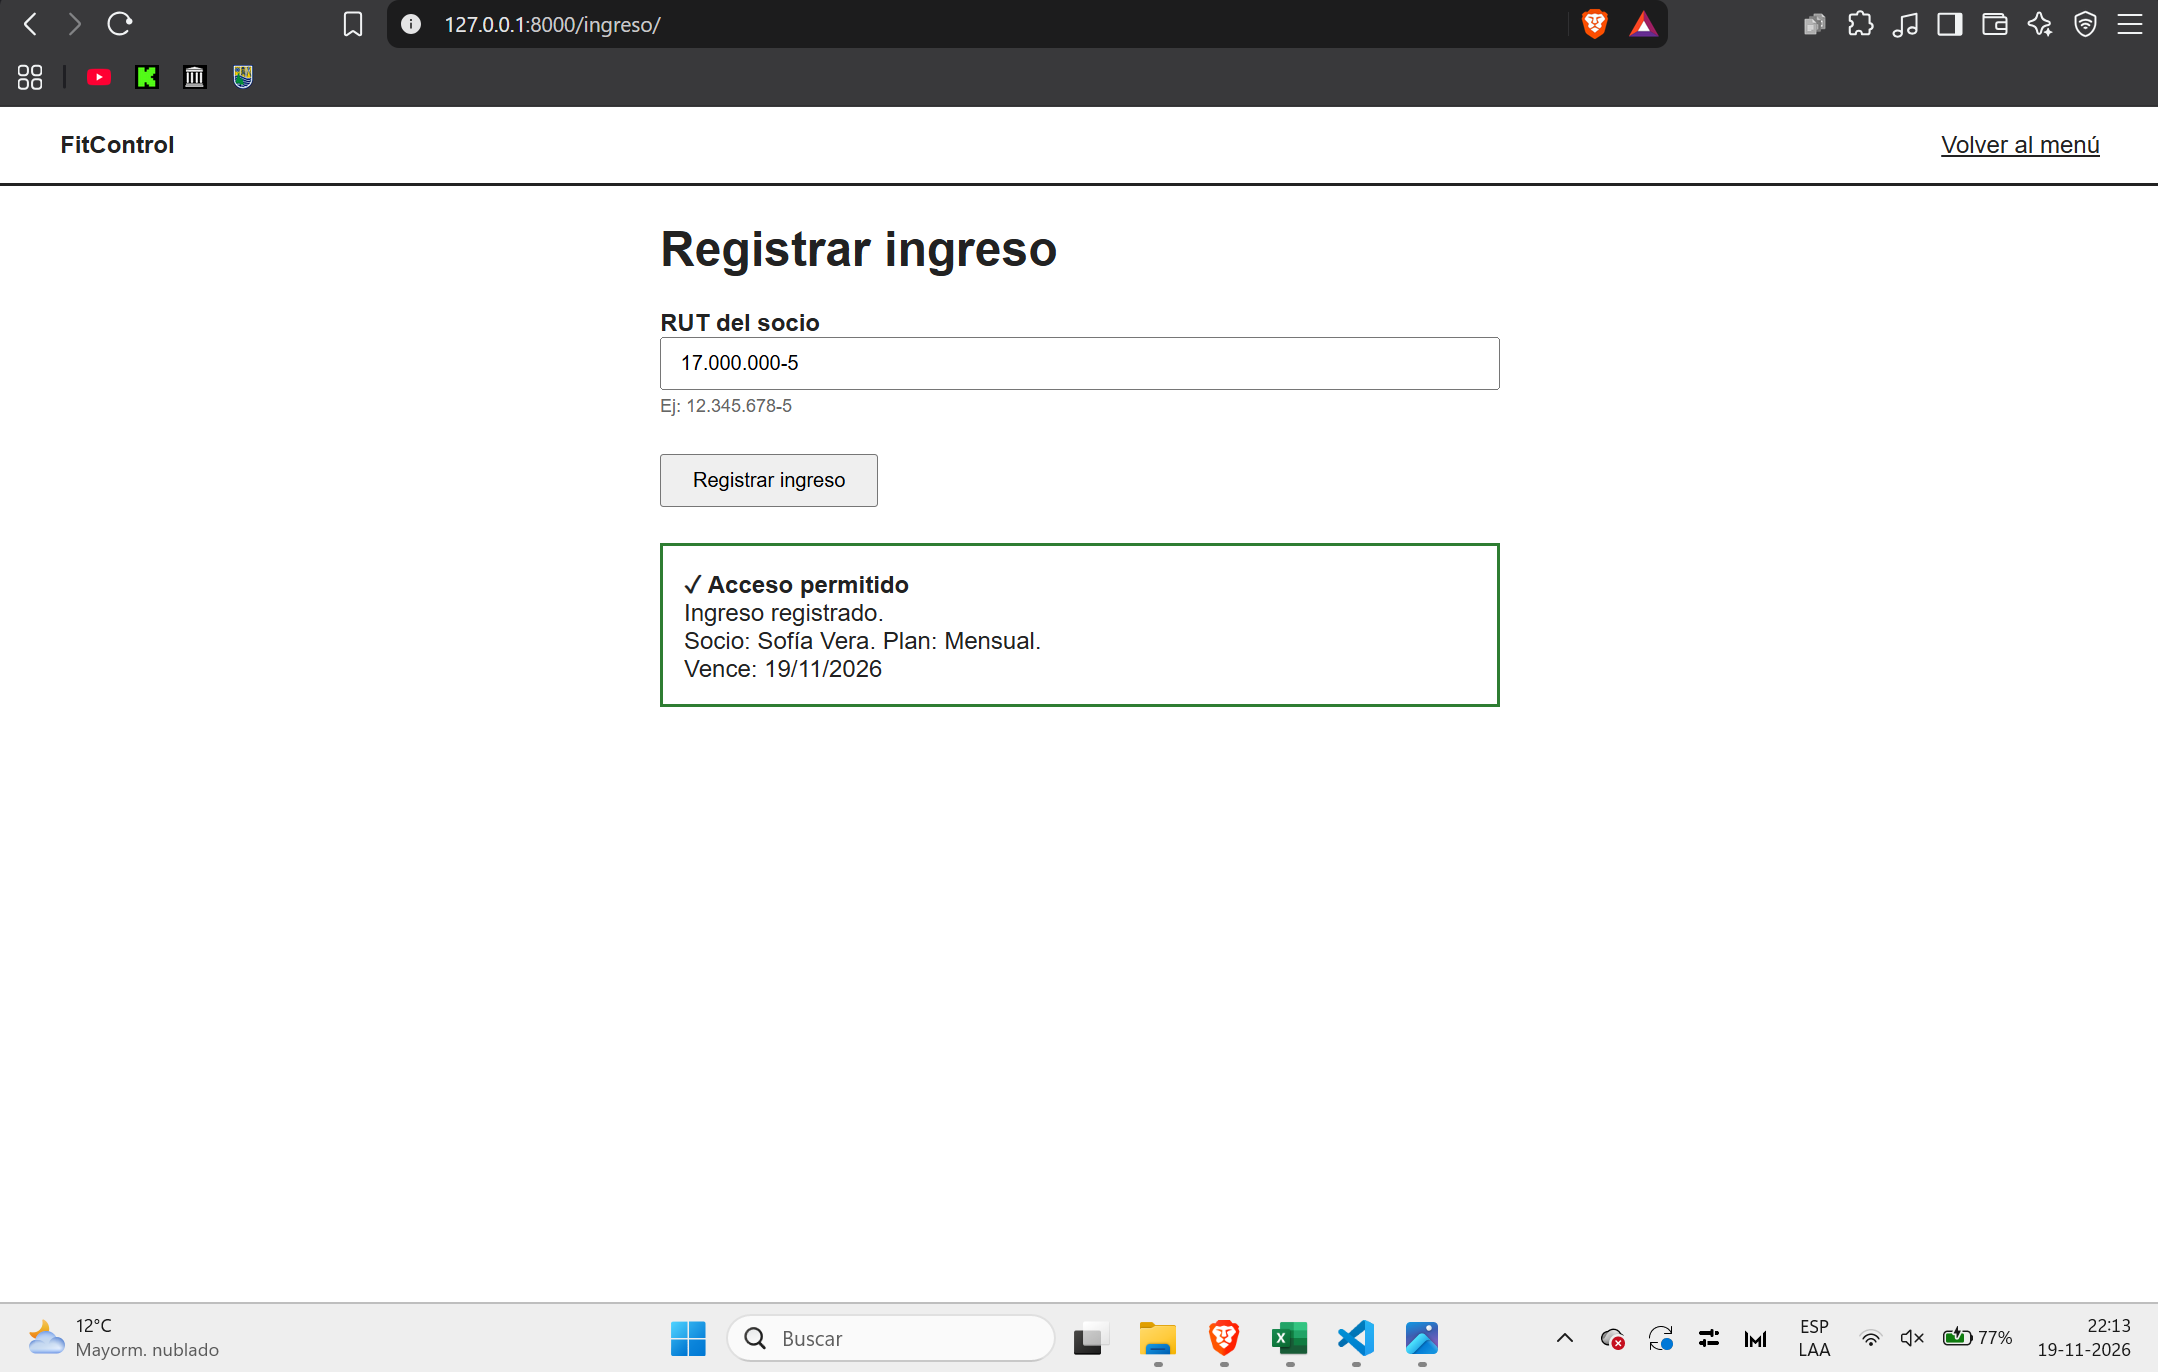 127.0.0.1:8000/ingreso/
FitControl
Volver al menú
Registrar ingreso
RUT del socio
17.000.000-5
Ej: 12.345.678-5
Registrar ingreso
✓ Acceso permitido
Ingreso registrado.
Socio: Sofía Vera. Plan: Mensual.
Vence: 19/11/2026
12°C
Mayorm. nublado
Buscar
ESP
LAA
77%
22:13
19-11-2026